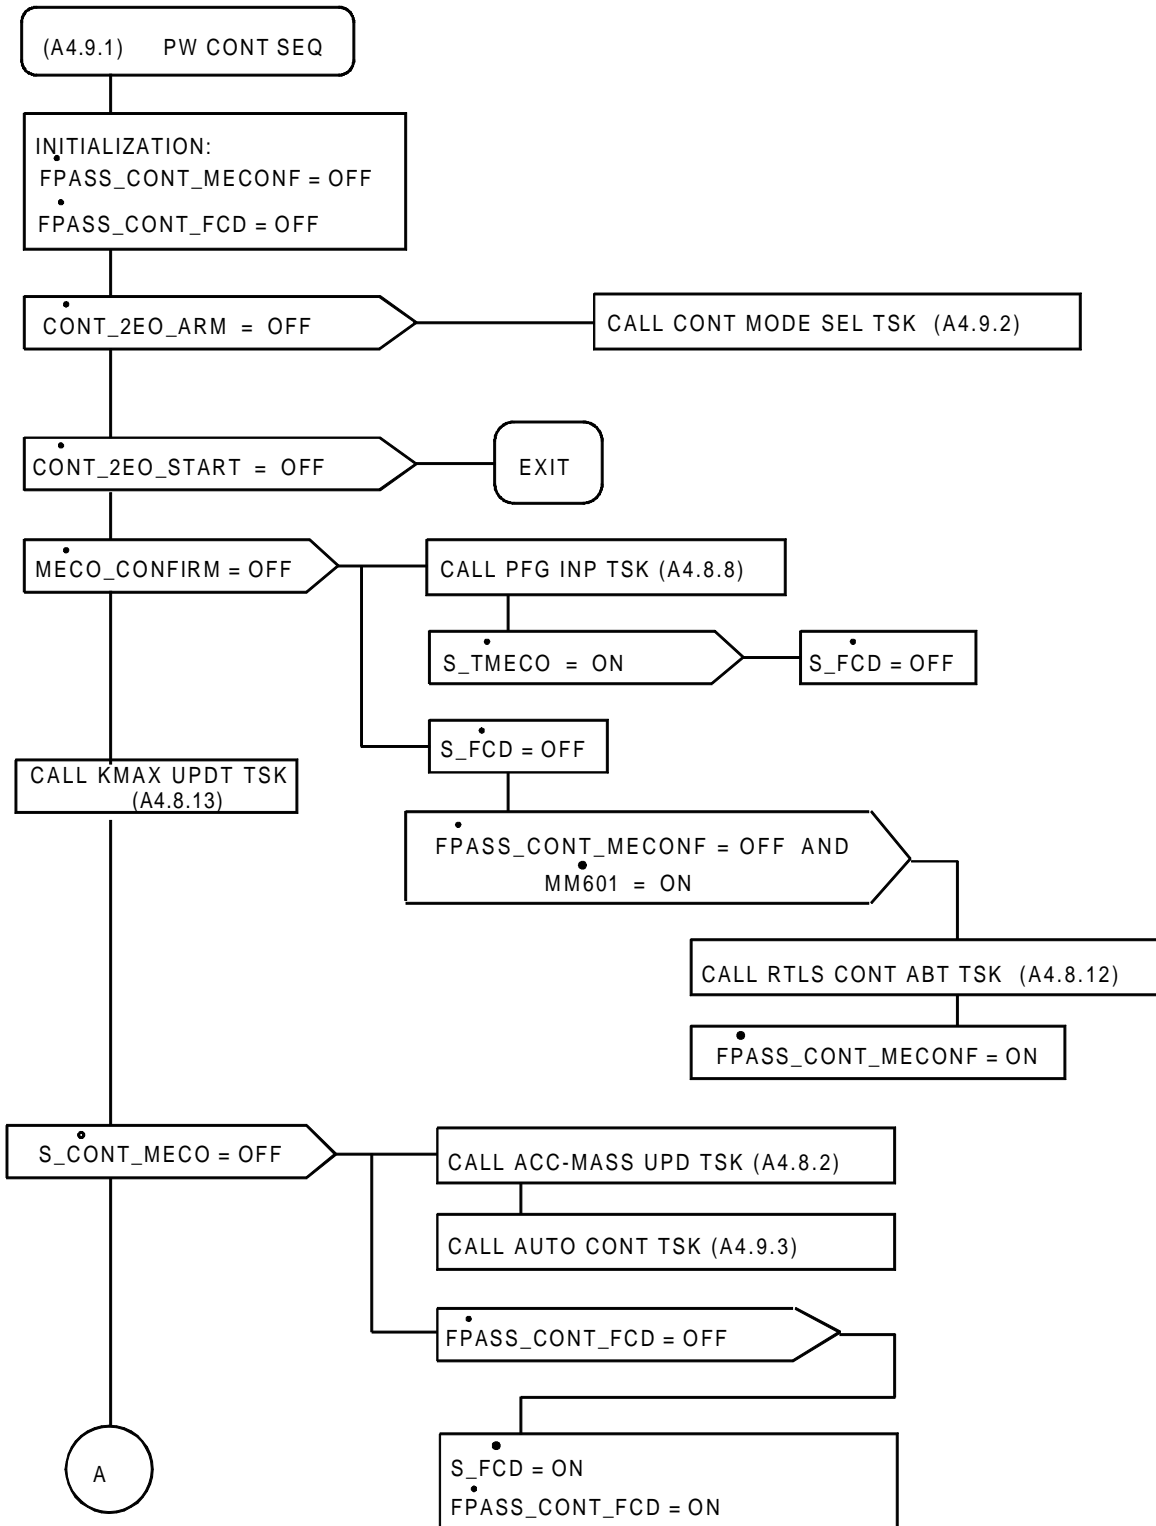 (A4.9.1) PW CONT SEQ
INITIALIZATION:
FPASS_CONT_MECONF = OFF
FPASS_CONT_FCD = OFF
CONT_2EO_ARM = OFF
CALL CONT MODE SEL TSK (A4.9.2)
CONT_2EO_START = OFF
EXIT
MECO_CONFIRM = OFF
CALL PFG INP TSK (A4.8.8)
S_TMECO = ON
S_FCD = OFF
S_FCD = OFF
CALL KMAX UPDT TSK
(A4.8.13)
FPASS_CONT_MECONF = OFF AND
MM601 = ON
CALL RTLS CONT ABT TSK (A4.8.12)
FPASS_CONT_MECONF = ON
S_CONT_MECO = OFF
CALL ACC-MASS UPD TSK (A4.8.2)
CALL AUTO CONT TSK (A4.9.3)
FPASS_CONT_FCD = OFF
A
S_FCD = ON
FPASS_CONT_FCD = ON